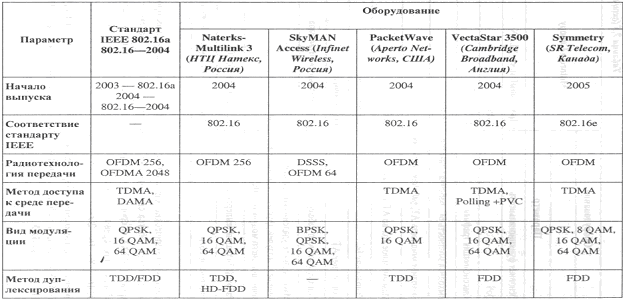 Параметр
Стандарт
IEEE 802.16a
802.16—2004
Оборудование
Naterks-
Multilink 3
(НТЦ Натекс,
Россия)
SkyMAN
Access (Infinet
Wireless,
Россия)
PacketWave
(Aperto Net-
works, США)
VectaStar 3500
(Cambridge
Broadband,
Англия)
Symmetry
(SR Telecom,
Канада)
Начало
выпуска
2003 — 802.16a
2004 —
802.16—2004
2004
2004
2004
2004
2005
Соответствие
стандарту
IEEE
—
802.16
802.16
802.16
802.16
802.16e
Радиотехноло-
гия передачи
OFDM 256,
OFDMA 2048
OFDM 256
DSSS,
OFDM 64
OFDM
OFDM
OFDM
Метод доступа
к среде пере-
дачи
TDMA,
DAMA
TDMA
TDMA,
Polling +PVC
TDMA
Вид модуля-
ции
QPSK,
16 QAM,
64 QAM
QPSK,
16 QAM,
64 QAM
BPSK,
QPSK,
16 QAM,
64 QAM
QPSK,
16 QAM
QPSK,
16 QAM,
64 QAM
QPSK, 8 QAM,
16 QAM,
64 QAM
Метод дуп-
лексирования
TDD/FDD
TDD,
HD-FDD
—
TDD
FDD
FDD